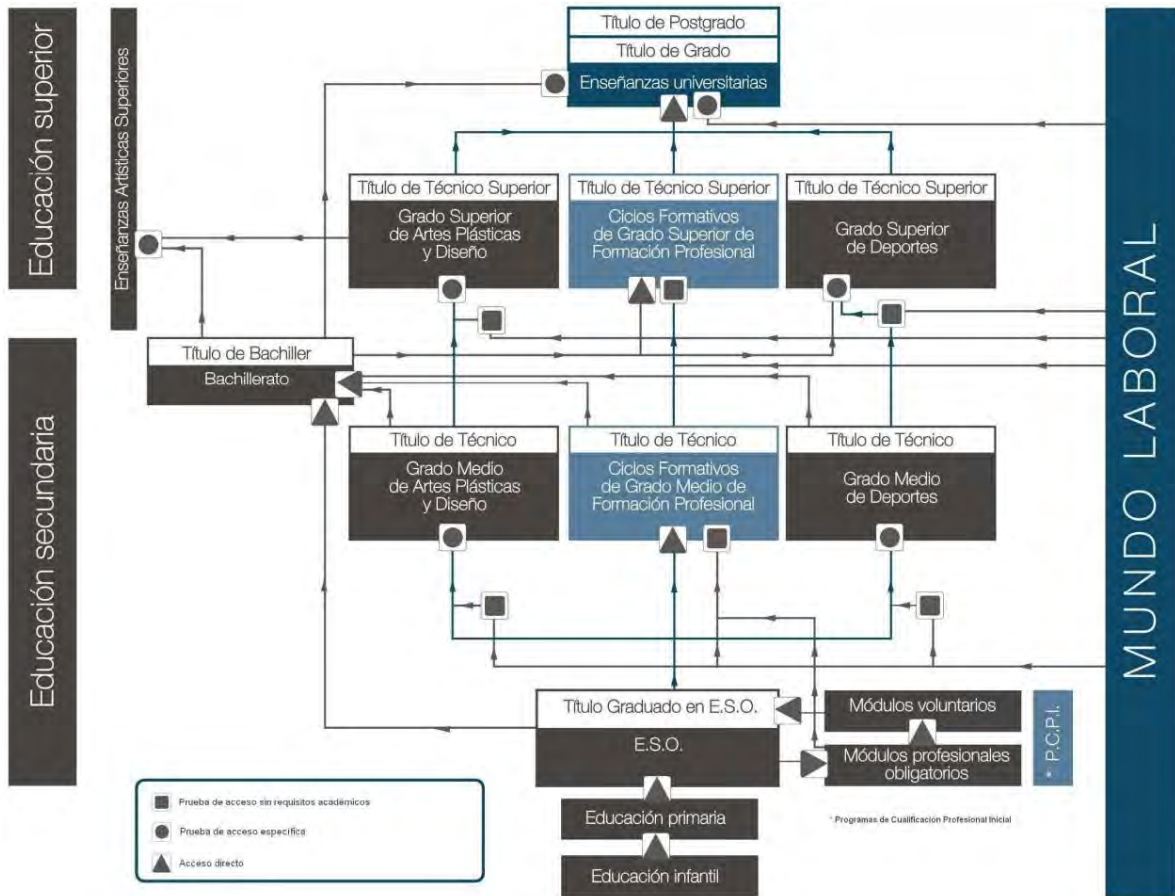 Educación superior
Enseñanzas Artísticas Superiores
Título de Postgrado
Título de Grado
Enseñanzas universitarias
Título de Técnico Superior
Grado Superior
de Artes Plásticas
y Diseño
Título de Técnico Superior
Ciclos Formativos
de Grado Superior de
Formación Profesional
Título de Técnico Superior
Grado Superior
de Deportes
MUNDO LABORAL
Educación secundaria
Título de Bachiller
Bachillerato
Título de Técnico
Grado Medio
de Artes Plásticas
y Diseño
Título de Técnico
Ciclos Formativos
de Grado Medio de
Formación Profesional
Título de Técnico
Grado Medio
de Deportes
Título Graduado en E.S.O.
E.S.O.
Módulos voluntarios
Módulos profesionales
obligatorios
* P.C.P.I.
Educación primaria
Educación infantil
* Programas de Cualificación Profesional Inicial
Prueba de acceso sin requisitos académicos
Prueba de acceso específica
Acceso directo